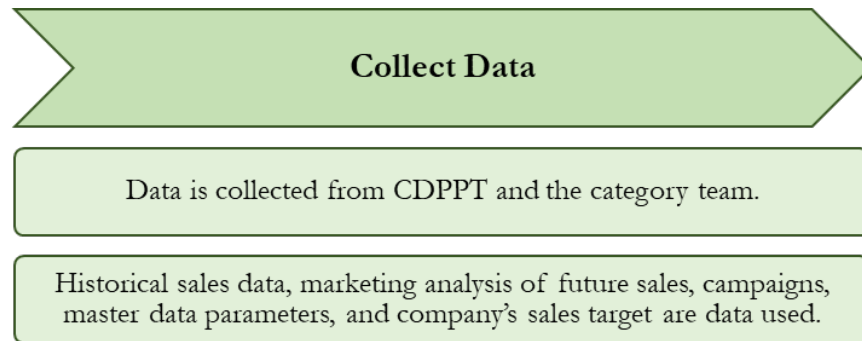 Collect Data
Data is collected from CDPPT and the category team.
Historical sales data, marketing analysis of future sales, campaigns,
master data parameters, and company’s sales target are data used.